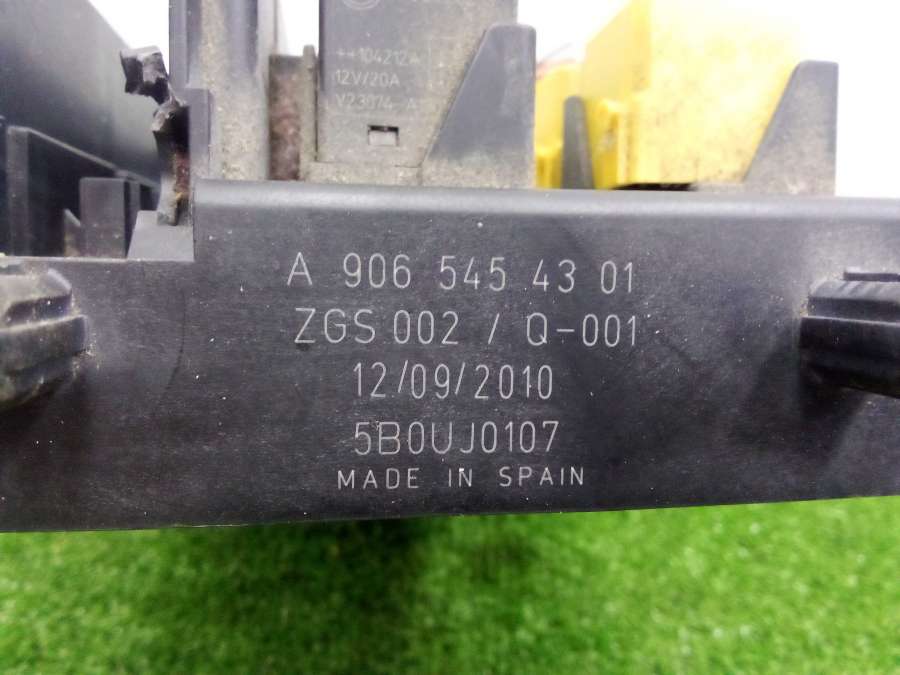 ++104212A
12V/20A
V23074-A
A 906 545 43 01
ZGS 002 / Q-001
12/09/2010
5B0UJ0107
MADE IN SPAIN